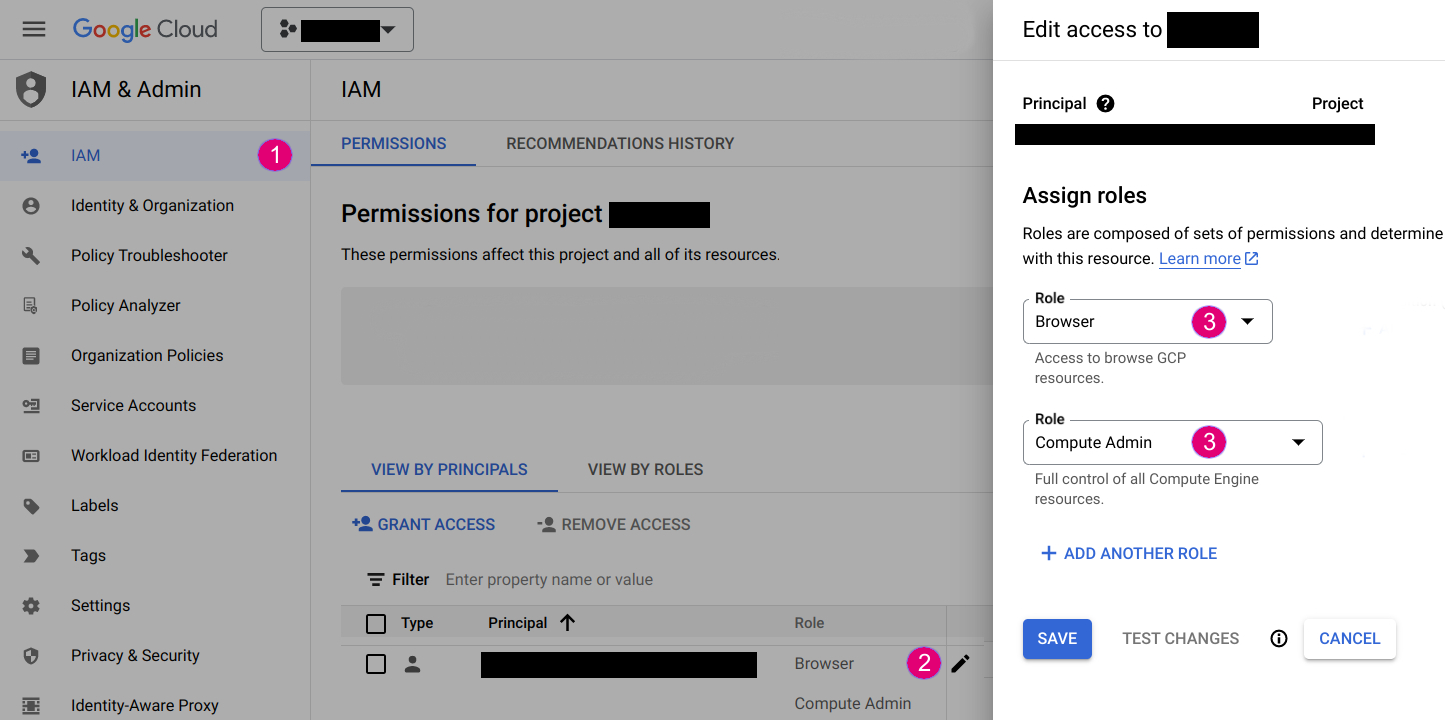 Google Cloud
IAM & Admin
IAM 1
Identity & Organization
Policy Troubleshooter
Policy Analyzer
Organization Policies
Service Accounts
Workload Identity Federation
Labels
Tags
Settings
Privacy & Security
Identity-Aware Proxy
IAM
PERMISSIONS RECOMMENDATIONS HISTORY
Permissions for project
These permissions affect this project and all of its resources.
VIEW BY PRINCIPALS VIEW BY ROLES
GRANT ACCESS REMOVE ACCESS
Filter Enter property name or value
Type Principal Role
Browser 2
Compute Admin
Edit access to
Principal Project
Assign roles
Roles are composed of sets of permissions and determine
with this resource. Learn more
Role
Browser 3
Access to browse GCP
resources.
Role
Compute Admin 3
Full control of all Compute Engine
resources.
ADD ANOTHER ROLE
SAVE TEST CHANGES CANCEL